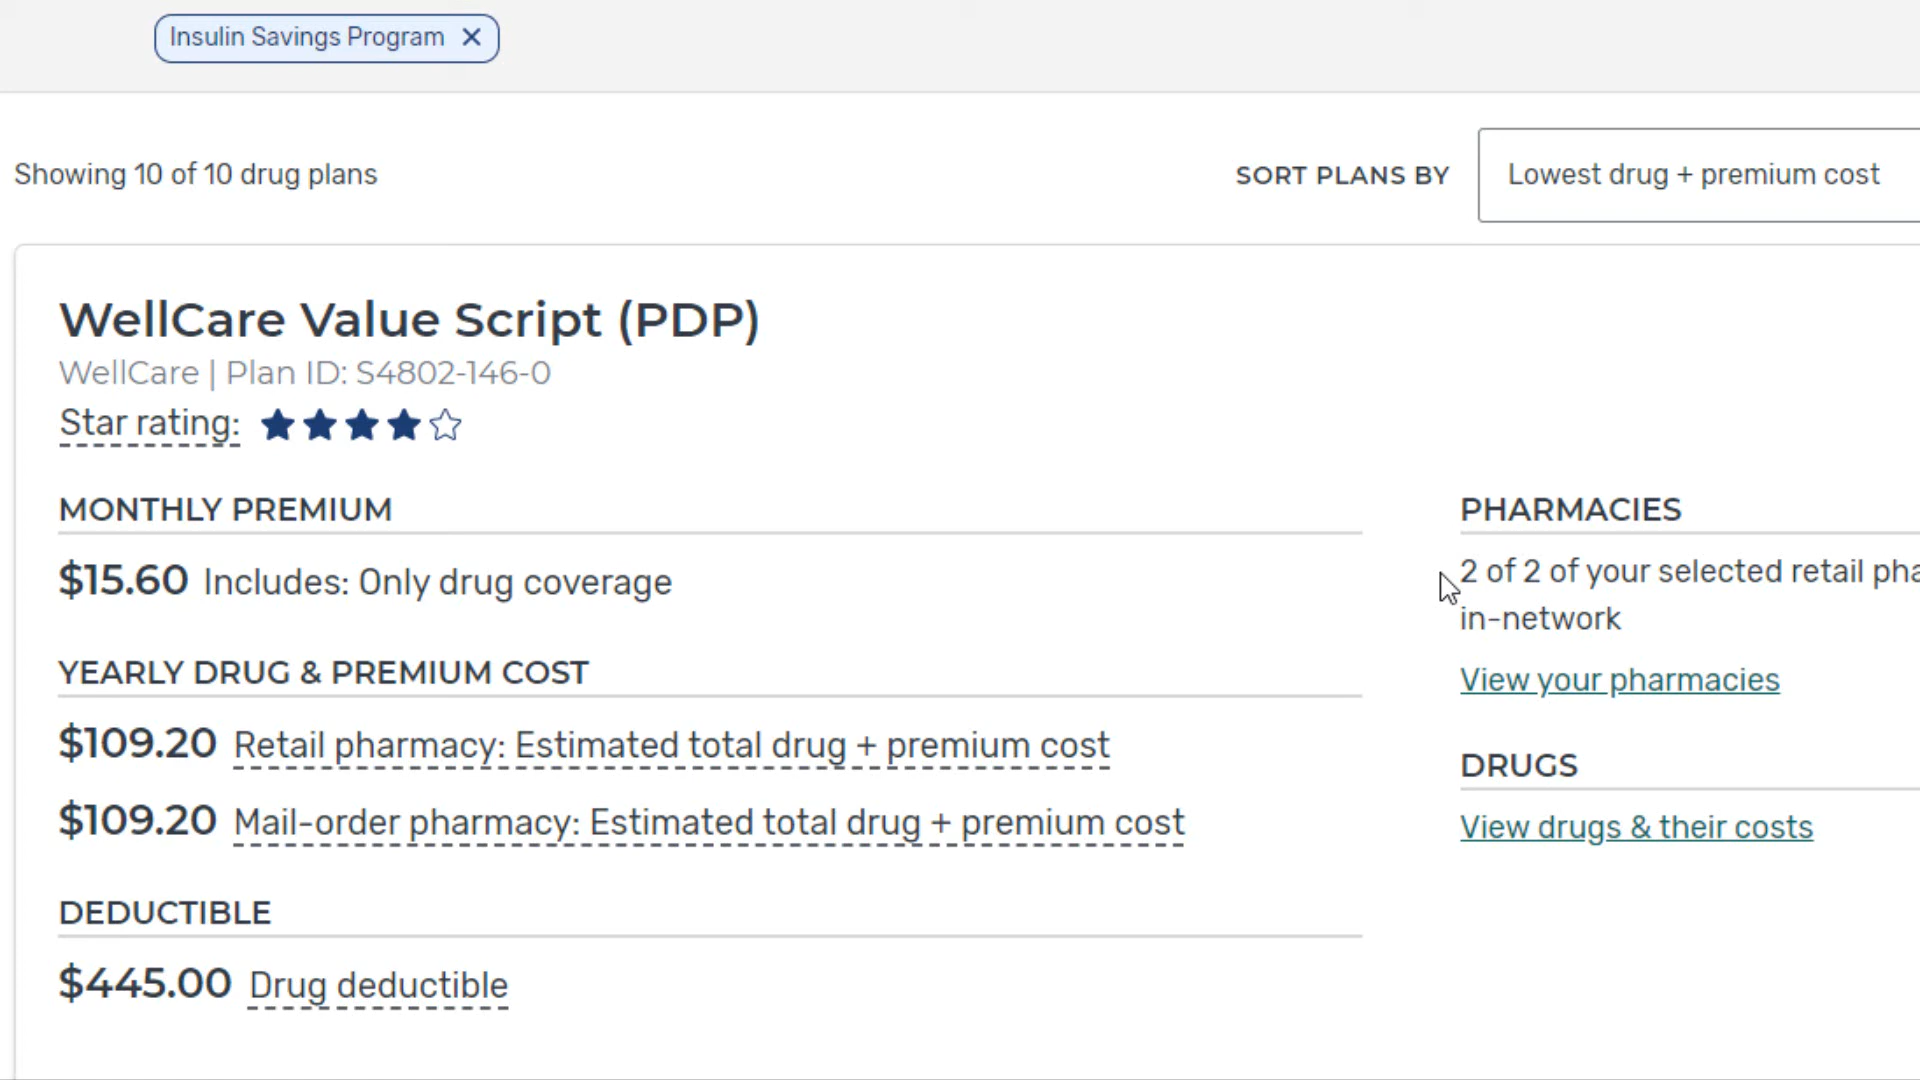 Insulin Savings Program
Showing 10 of 10 drug plans
SORT PLANS BY
Lowest drug + premium cost
WellCare Value Script (PDP)
WellCare | Plan ID: S4802-146-0
Star rating:
MONTHLY PREMIUM
$15.60 Includes: Only drug coverage
YEARLY DRUG & PREMIUM COST
$109.20 Retail pharmacy: Estimated total drug + premium cost
$109.20 Mail-order pharmacy: Estimated total drug + premium cost
DEDUCTIBLE
$445.00 Drug deductible
PHARMACIES
2 of 2 of your selected retail
in-network
View your pharmacies
DRUGS
View drugs & their costs